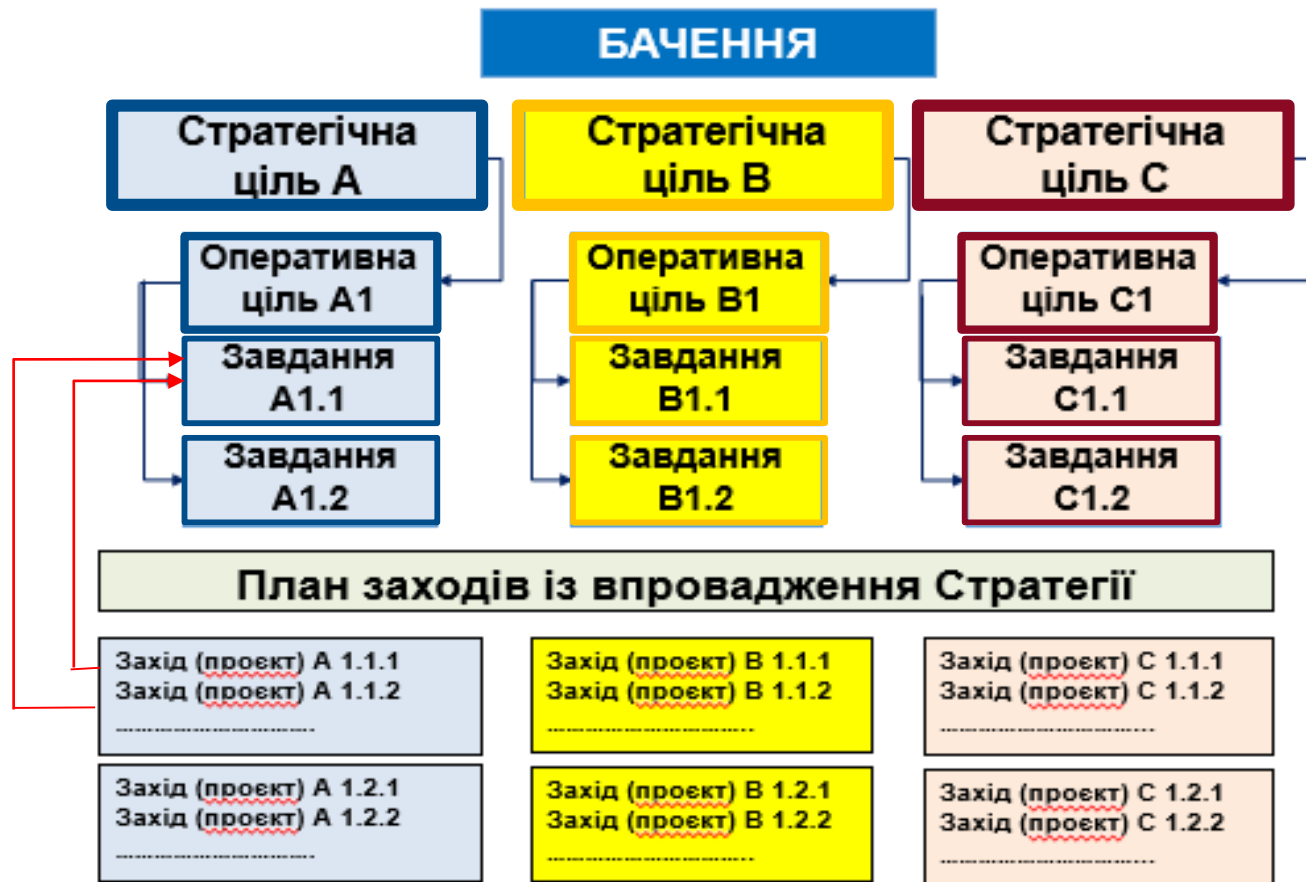 БАЧЕННЯ
Стратегічна
ціль А
Стратегічна
ціль В
Стратегічна
ціль С
Оперативна
ціль А1
Оперативна
ціль В1
Оперативна
ціль С1
Завдання
А1.1
Завдання
В1.1
Завдання
С1.1
Завдання
А1.2
Завдання
В1.2
Завдання
С1.2
План заходів із впровадження Стратегії
Захід (проєкт) А 1.1.1
Захід (проєкт) А 1.1.2
................................
Захід (проєкт) В 1.1.1
Захід (проєкт) В 1.1.2
.................................
Захід (проєкт) С 1.1.1
Захід (проєкт) С 1.1.2
..................................
Захід (проєкт) А 1.2.1
Захід (проєкт) А 1.2.2
................................
Захід (проєкт) В 1.2.1
Захід (проєкт) В 1.2.2
.................................
Захід (проєкт) С 1.2.1
Захід (проєкт) С 1.2.2
..................................